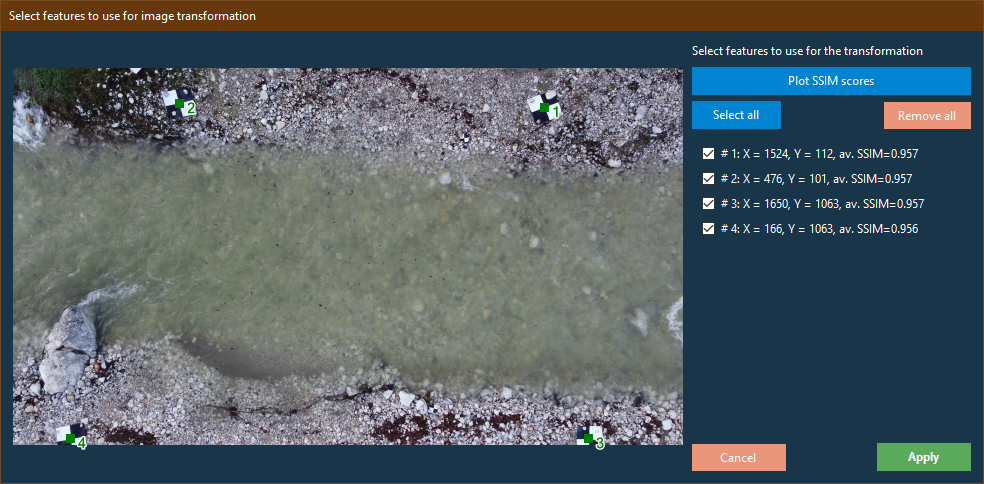 Select features to use for image transformation
Select features to use for the transformation
Plot SSIM scores
Select all
Remove all
# 1: X = 1524, Y = 112, av. SSIM=0.957
# 2: X = 476, Y = 101, av. SSIM=0.957
# 3: X = 1650, Y = 1063, av. SSIM=0.957
# 4: X = 166, Y = 1063, av. SSIM=0.956
2
1
4
3
Cancel
Apply